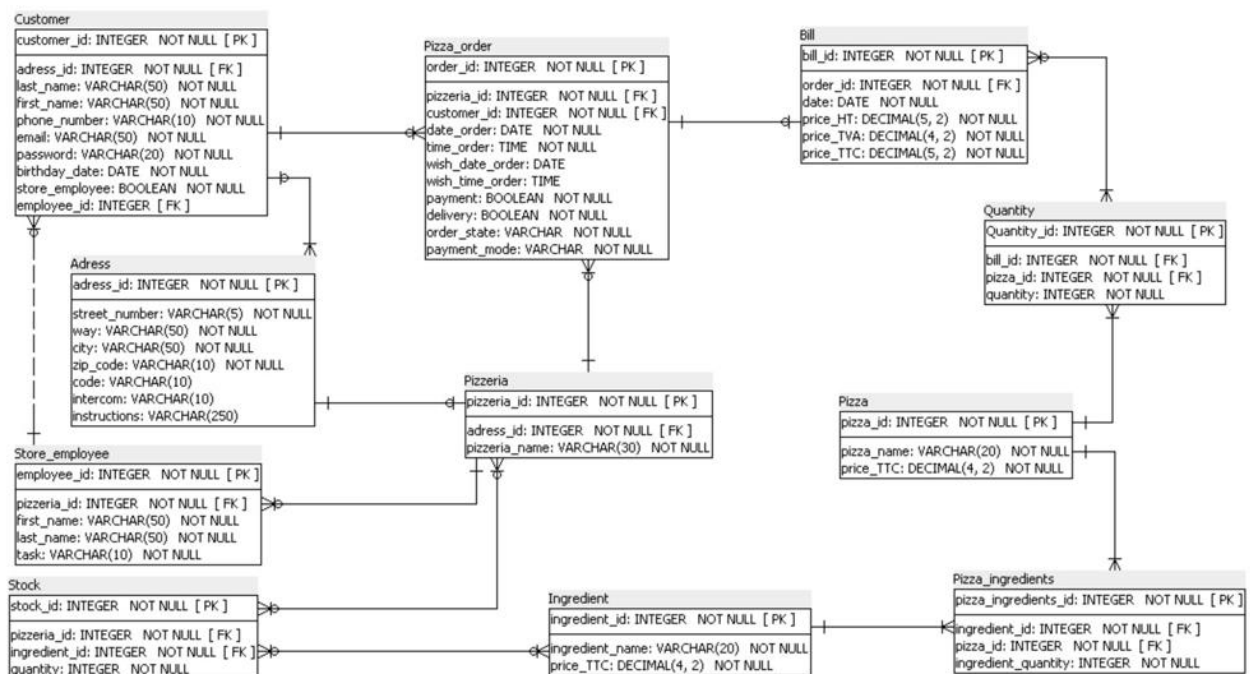 Customer
customer_id: INTEGER NOT NULL [ PK ]
adress_id: INTEGER NOT NULL [ FK ]
last_name: VARCHAR(50) NOT NULL
first_name: VARCHAR(50) NOT NULL
phone_number: VARCHAR(10) NOT NULL
email: VARCHAR(50) NOT NULL
password: VARCHAR(20) NOT NULL
birthday_date: DATE NOT NULL
store_employee: BOOLEAN NOT NULL
employee_id: INTEGER [ FK ]
Pizza_order
order_id: INTEGER NOT NULL [ PK ]
pizzeria_id: INTEGER NOT NULL [ FK ]
customer_id: INTEGER NOT NULL [ FK ]
date_order: DATE NOT NULL
time_order: TIME NOT NULL
wish_date_order: DATE
wish_time_order: TIME
payment: BOOLEAN NOT NULL
delivery: BOOLEAN NOT NULL
order_state: VARCHAR NOT NULL
payment_mode: VARCHAR NOT NULL
Bill
bill_id: INTEGER NOT NULL [ PK ]
order_id: INTEGER NOT NULL [ FK ]
date: DATE NOT NULL
price_HT: DECIMAL(5, 2) NOT NULL
price_TVA: DECIMAL(4, 2) NOT NULL
price_TTC: DECIMAL(5, 2) NOT NULL
Quantity
Quantity_id: INTEGER NOT NULL [ PK ]
bill_id: INTEGER NOT NULL [ FK ]
pizza_id: INTEGER NOT NULL [ FK ]
quantity: INTEGER NOT NULL
Adress
adress_id: INTEGER NOT NULL [ PK ]
street_number: VARCHAR(5) NOT NULL
way: VARCHAR(50) NOT NULL
city: VARCHAR(50) NOT NULL
zip_code: VARCHAR(10) NOT NULL
code: VARCHAR(10)
intercom: VARCHAR(10)
instructions: VARCHAR(250)
Pizzeria
pizzeria_id: INTEGER NOT NULL [ PK ]
adress_id: INTEGER NOT NULL [ FK ]
pizzeria_name: VARCHAR(30) NOT NULL
Pizza
pizza_id: INTEGER NOT NULL [ PK ]
pizza_name: VARCHAR(20) NOT NULL
price_TTC: DECIMAL(4, 2) NOT NULL
Store_employee
employee_id: INTEGER NOT NULL [ PK ]
pizzeria_id: INTEGER NOT NULL [ FK ]
first_name: VARCHAR(50) NOT NULL
last_name: VARCHAR(50) NOT NULL
task: VARCHAR(10) NOT NULL
Stock
stock_id: INTEGER NOT NULL [ PK ]
pizzeria_id: INTEGER NOT NULL [ FK ]
ingredient_id: INTEGER NOT NULL [ FK ]
quantity: INTEGER NOT NULL
Ingredient
ingredient_id: INTEGER NOT NULL [ PK ]
ingredient_name: VARCHAR(20) NOT NULL
price_TTC: DECIMAL(4, 2) NOT NULL
Pizza_ingredients
pizza_ingredients_id: INTEGER NOT NULL [ PK ]
ingredient_id: INTEGER NOT NULL [ FK ]
pizza_id: INTEGER NOT NULL [ FK ]
ingredient_quantity: INTEGER NOT NULL